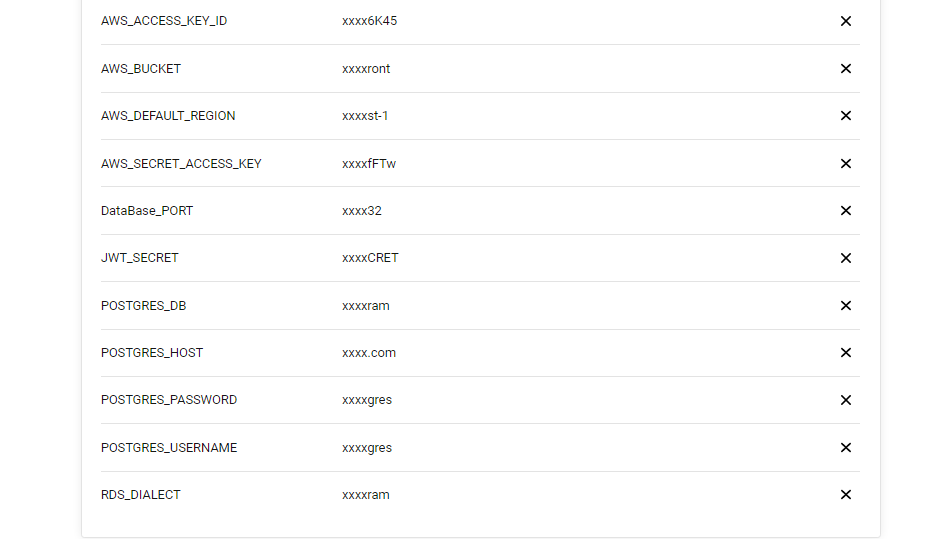 AWS_ACCESS_KEY_ID xxxx6K45
AWS_BUCKET xxxxront
AWS_DEFAULT_REGION xxxxst-1
AWS_SECRET_ACCESS_KEY xxxxfFTw
DataBase_PORT xxxx32
JWT_SECRET xxxxCRET
POSTGRES_DB xxxxram
POSTGRES_HOST xxxx.com
POSTGRES_PASSWORD xxxxgres
POSTGRES_USERNAME xxxxgres
RDS_DIALECT xxxxram